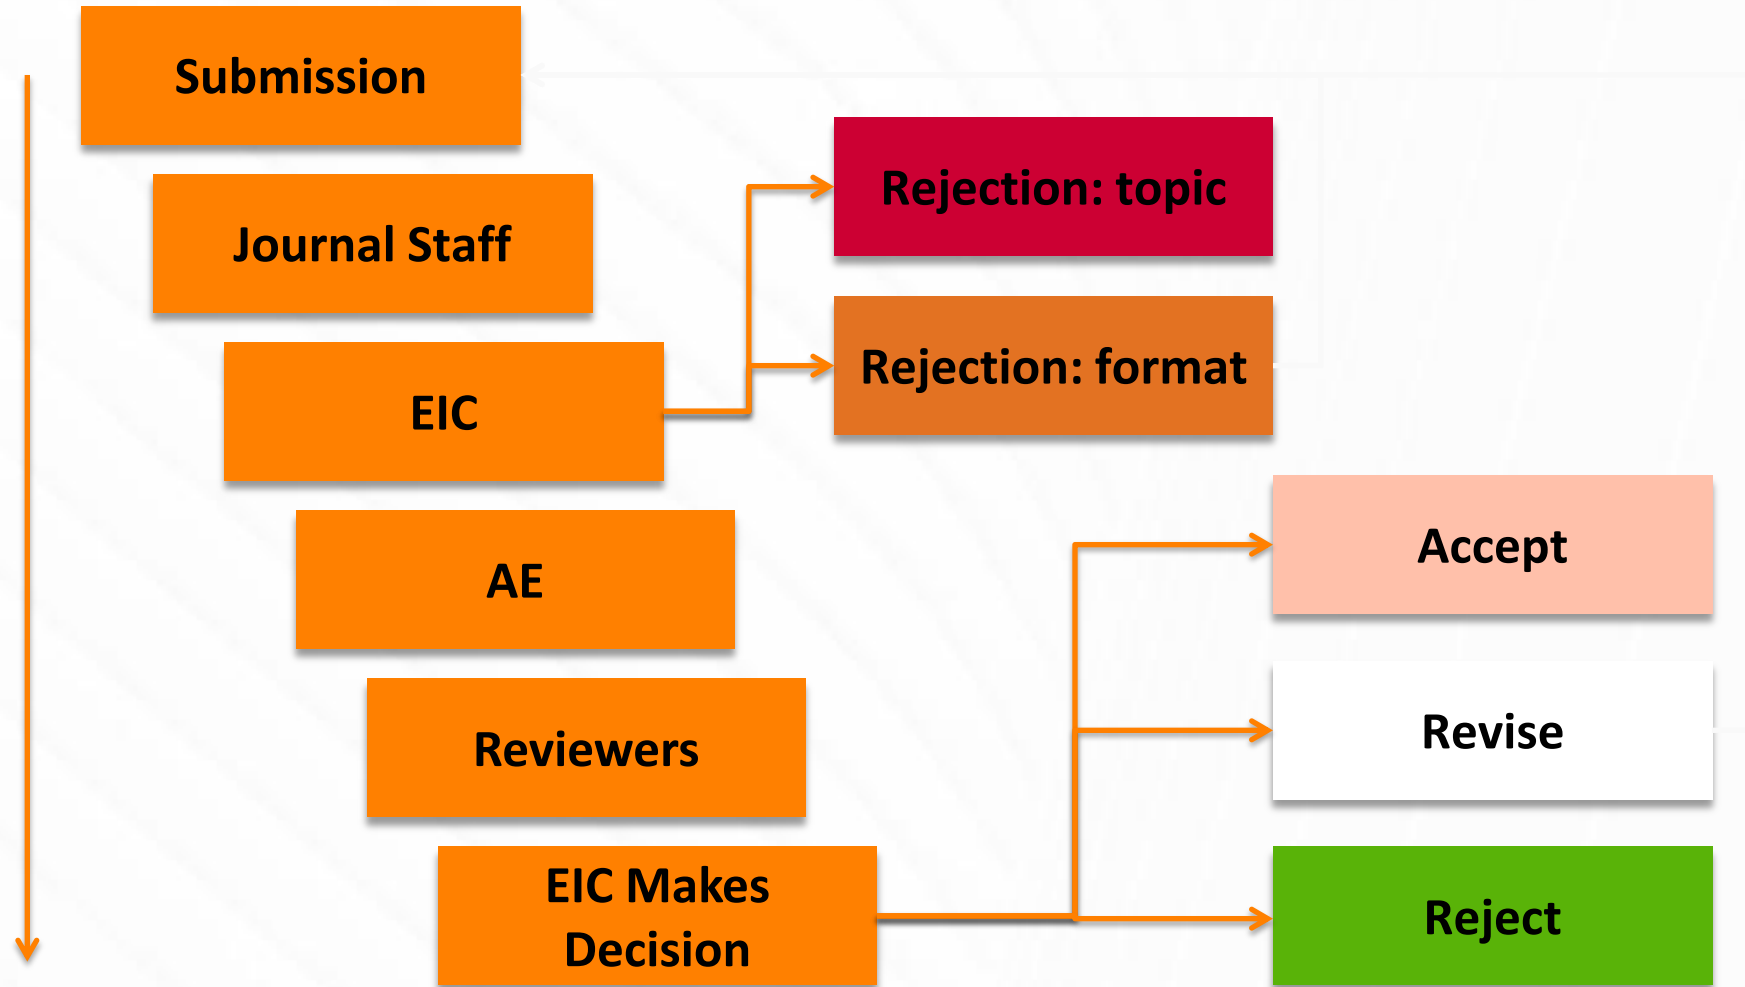 Submission
Journal Staff
EIC
AE
Reviewers
EIC Makes
Decision
Rejection: topic
Rejection: format
Accept
Revise
Reject